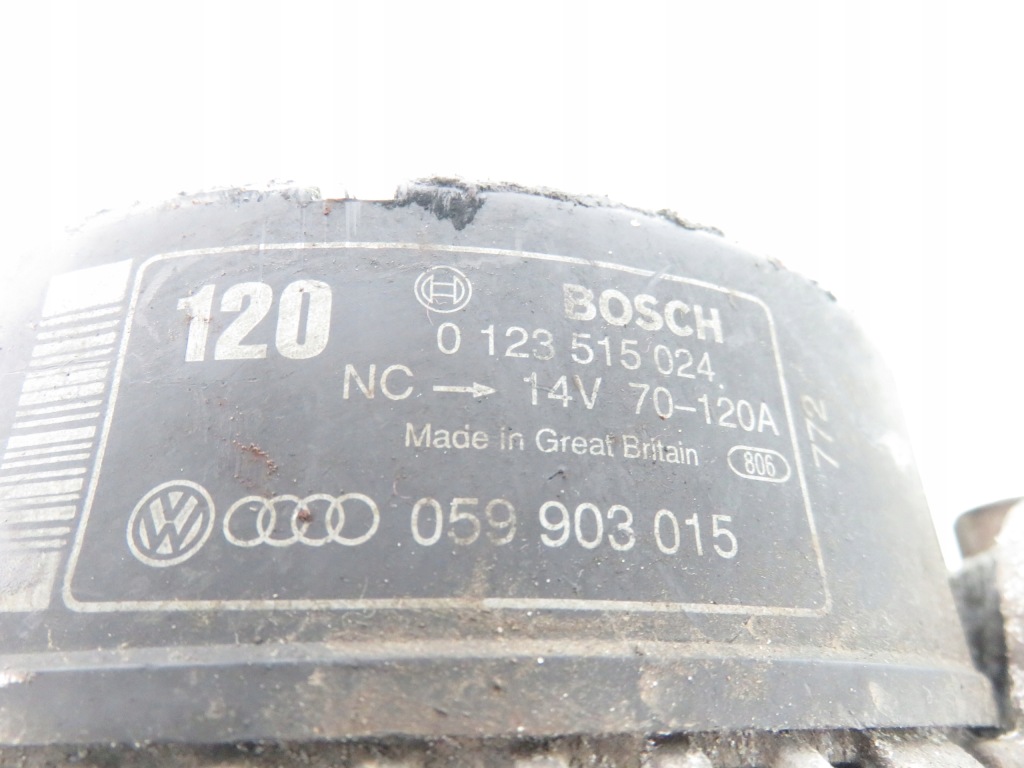 120
BOSCH
0 123 515 024
NC → 14V 70-120A
Made in Great Britain 806
059 903 015
772